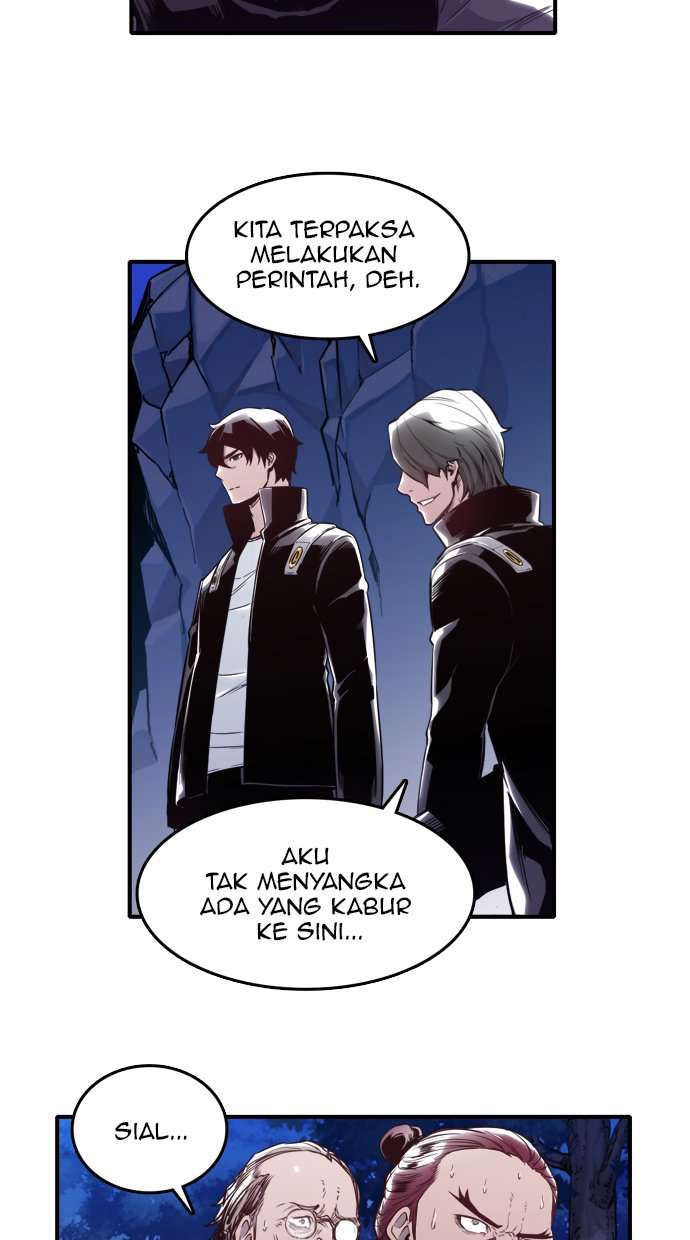 KITA TERPAKSA
MELAKUKAN
PERINTAH, DEH.
AKU
TAK MENYANGKA
ADA YANG KABUR
KE SINI...
SIAL...